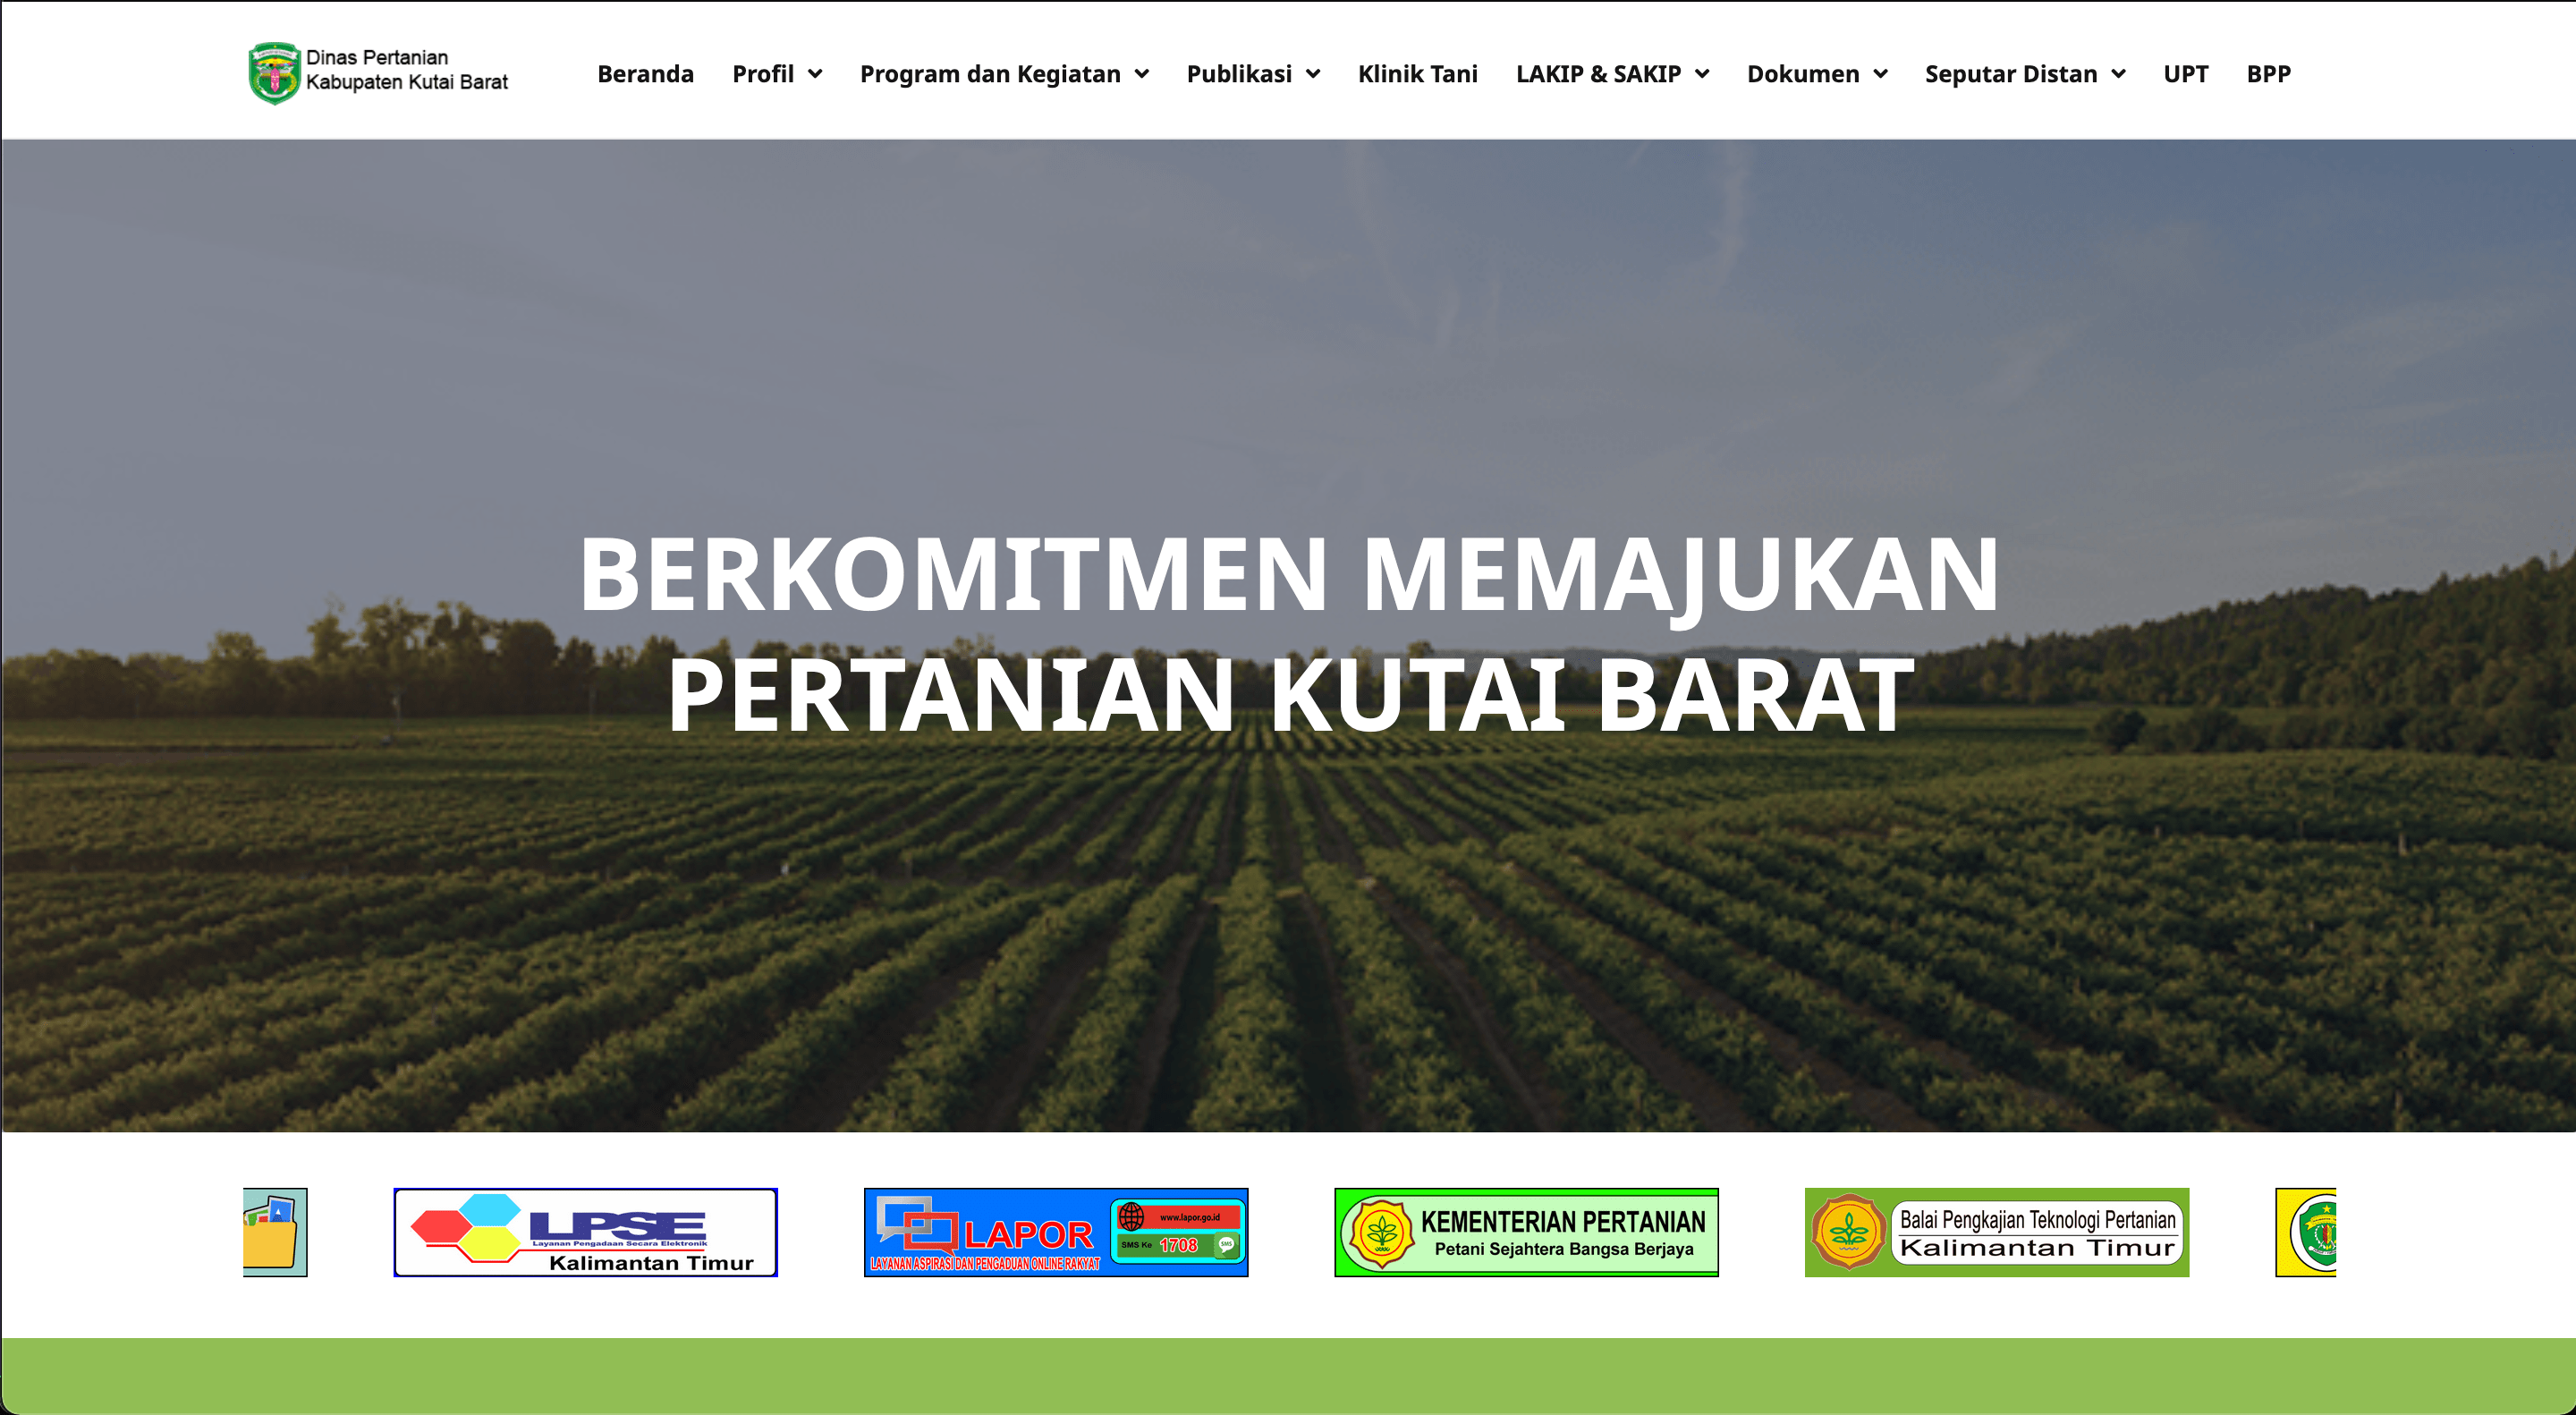 Dinas Pertanian
Kabupaten Kutai Barat
Beranda
Profil
Program dan Kegiatan
Publikasi
Klinik Tani
LAKIP & SAKIP
Dokumen
Seputar Distan
UPT
BPP
BERKOMITMEN MEMAJUKAN
PERTANIAN KUTAI BARAT
LPSE
Layanan Pengadaan Secara Elektronik
Kalimantan Timur
LAPOR
LAYANAN ASPIRASI DAN PENGADUAN ONLINE RAKYAT
www.lapor.go.id
SMS Ke 1708
SMS
KEMENTERIAN PERTANIAN
Petani Sejahtera Bangsa Berjaya
Balai Pengkajian Teknologi Pertanian
Kalimantan Timur